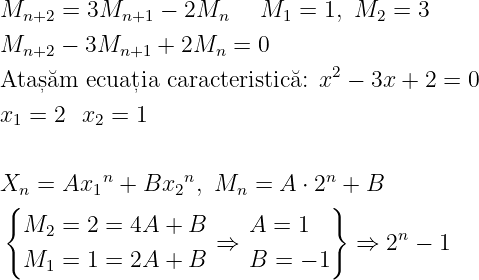 M_{n+2} = 3M_{n+1} − 2M_n   M_1 = 1, M_2 = 3
M_{n+2} − 3M_{n+1} + 2M_n = 0
Atașăm ecuația caracteristică: x^2 − 3x + 2 = 0
x_1 = 2  x_2 = 1
X_n = Ax_1^n + Bx_2^n, M_n = A · 2^n + B
{ M_2 = 2 = 4A + B   A = 1
M_1 = 1 = 2A + B ⇒ B = −1 } ⇒ 2^n − 1